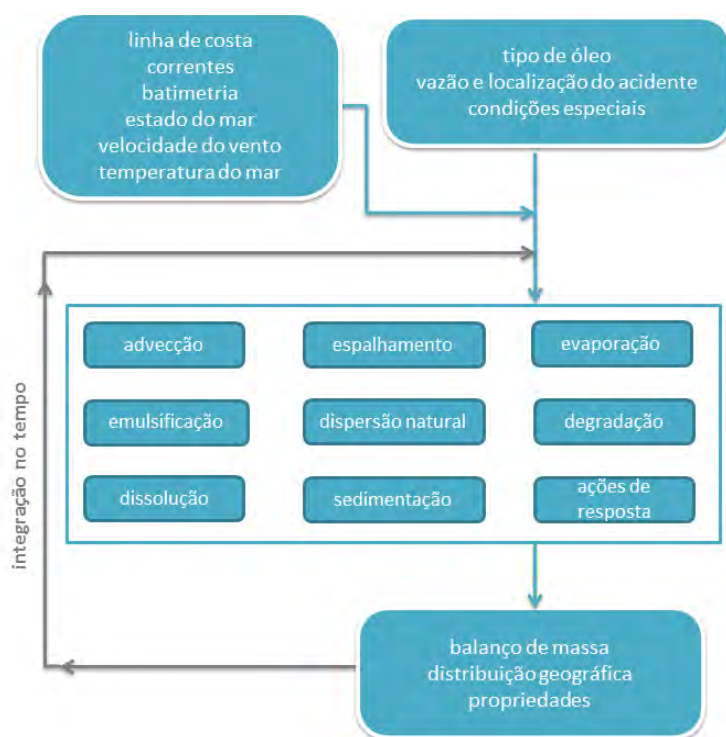 linha de costa
correntes
batimetria
estado do mar
velocidade do vento
temperatura do mar
tipo de óleo
vazão e localização do acidente
condições especiais
advecção
espalhamento
evaporação
emulsificação
dispersão natural
degradação
dissolução
sedimentação
ações de
resposta
integração no tempo
balanço de massa
distribuição geográfica
propriedades